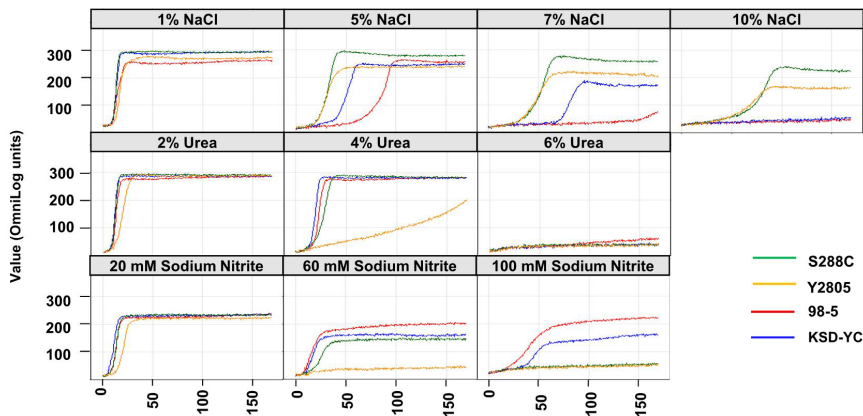 1% NaCl 5% NaCl 7% NaCl 10% NaCl
300
200
100
2% Urea 4% Urea 6% Urea
300
200
100
20 mM Sodium Nitrite 60 mM Sodium Nitrite 100 mM Sodium Nitrite
300
200
100
0 50 100 150 0 50 100 150 0 50 100 150
Value (OmniLog units)
S288C
Y2805
98-5
KSD-YC